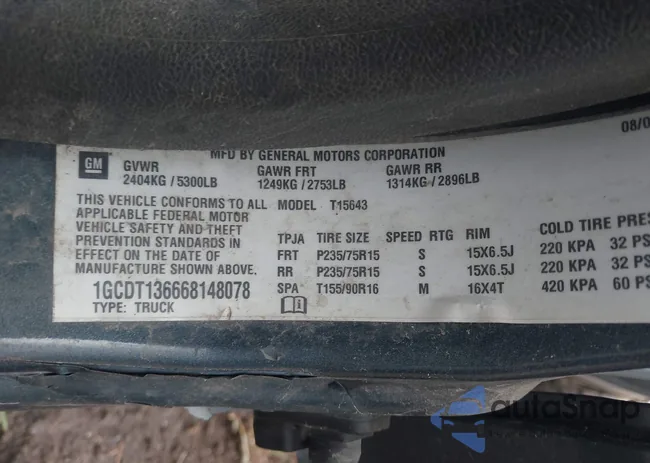 MFD BY GENERAL MOTORS CORPORATION 08/0
GM GVWR GAWR FRT GAWR RR
2404KG / 5300LB 1249KG / 2753LB 1314KG / 2896LB
THIS VEHICLE CONFORMS TO ALL MODEL T15643
APPLICABLE FEDERAL MOTOR
VEHICLE SAFETY AND THEFT
PREVENTION STANDARDS IN
EFFECT ON THE DATE OF
MANUFACTURE SHOWN ABOVE.
1GCDT136668148078
TYPE: TRUCK
TPJA TIRE SIZE SPEED RTG RIM COLD TIRE PRES
FRT P235/75R15 S 15X6.5J 220 KPA 32 PS
RR P235/75R15 S 15X6.5J 220 KPA 32 PS
SPA T155/90R16 M 16X4T 420 KPA 60 PS
autaSnap